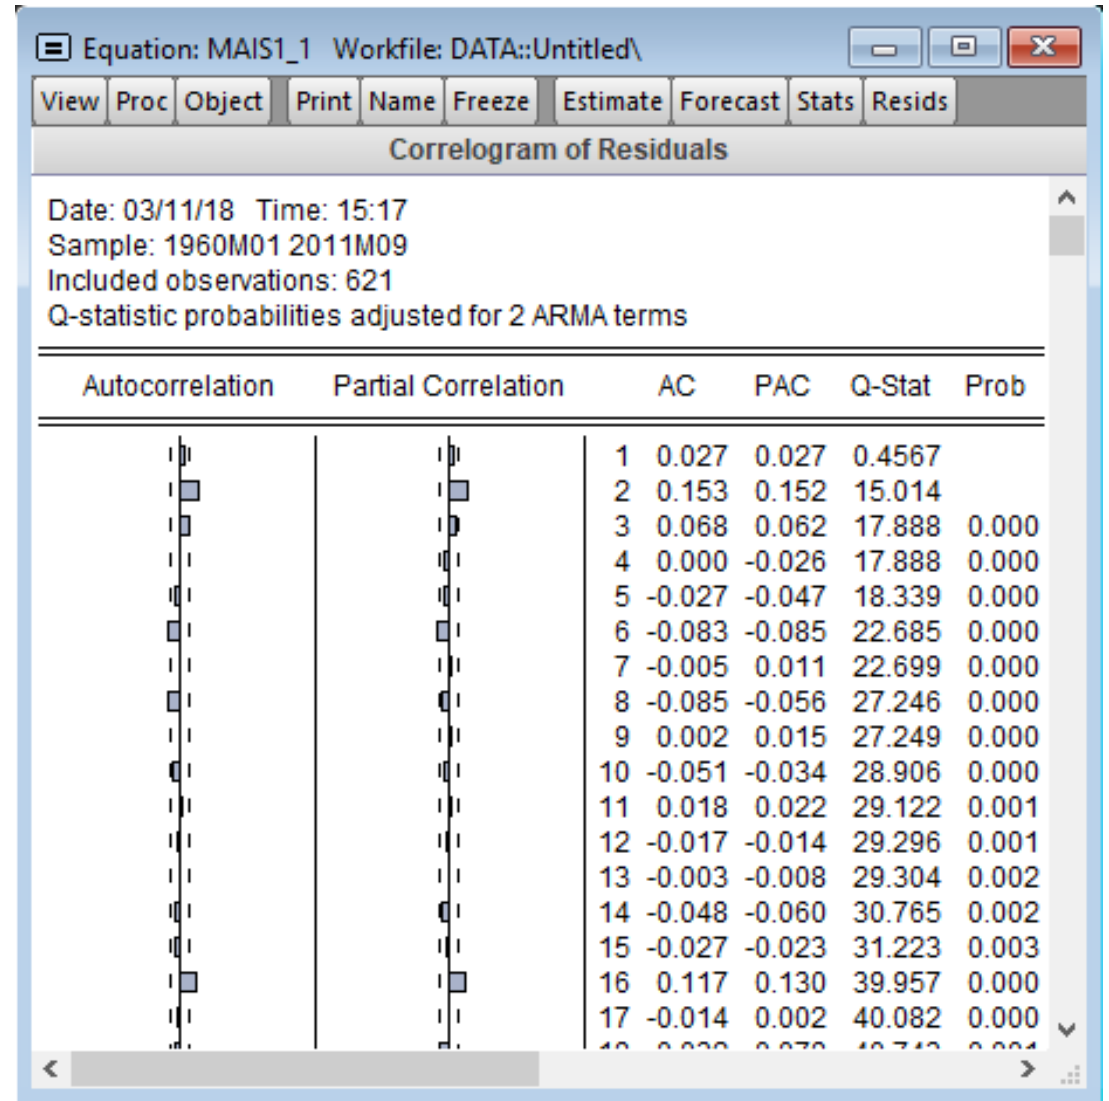 Equation: MAIS1_1 Workfile: DATA::Untitled\
View Proc Object Print Name Freeze Estimate Forecast Stats Resids
Correlogram of Residuals
Date: 03/11/18 Time: 15:17
Sample: 1960M01 2011M09
Included observations: 621
Q-statistic probabilities adjusted for 2 ARMA terms
Autocorrelation Partial Correlation AC PAC Q-Stat Prob
1 0.027 0.027 0.4567
2 0.153 0.152 15.014
3 0.068 0.062 17.888 0.000
4 0.000 -0.026 17.888 0.000
5 -0.027 -0.047 18.339 0.000
6 -0.083 -0.085 22.685 0.000
7 -0.005 0.011 22.699 0.000
8 -0.085 -0.056 27.246 0.000
9 0.002 0.015 27.249 0.000
10 -0.051 -0.034 28.906 0.000
11 0.018 0.022 29.122 0.001
12 -0.017 -0.014 29.296 0.001
13 -0.003 -0.008 29.304 0.002
14 -0.048 -0.060 30.765 0.002
15 -0.027 -0.023 31.223 0.003
16 0.117 0.130 39.957 0.000
17 -0.014 0.002 40.082 0.000